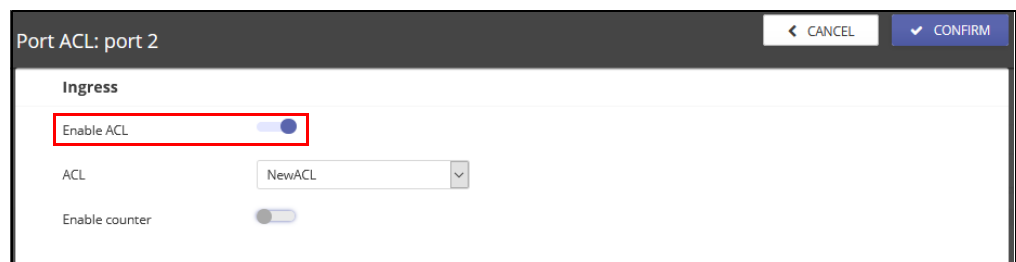 Port ACL: port 2
CANCEL
CONFIRM
Ingress
Enable ACL
ACL
NewACL
Enable counter